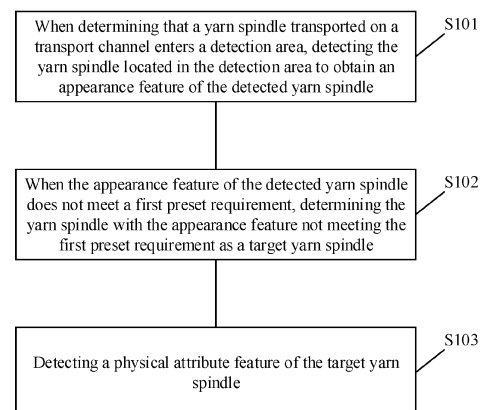 When determining that a yarn spindle transported on a
transport channel enters a detection area, detecting the
yarn spindle located in the detection area to obtain an
appearance feature of the detected yarn spindle
S101
When the appearance feature of the detected yarn spindle
does not meet a first preset requirement, determining the
yarn spindle with the appearance feature not meeting the
first preset requirement as a target yarn spindle
S102
Detecting a physical attribute feature of the target yarn
spindle
S103